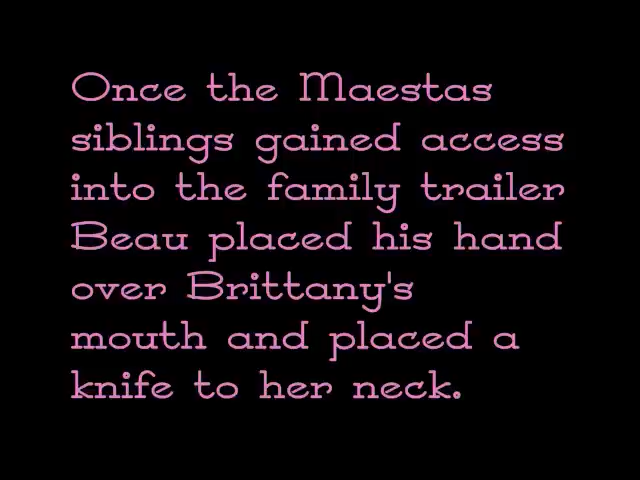 Once the Maestas
siblings gained access
into the family trailer
Beau placed his hand
over Brittany's
mouth and placed a
knife to her neck.